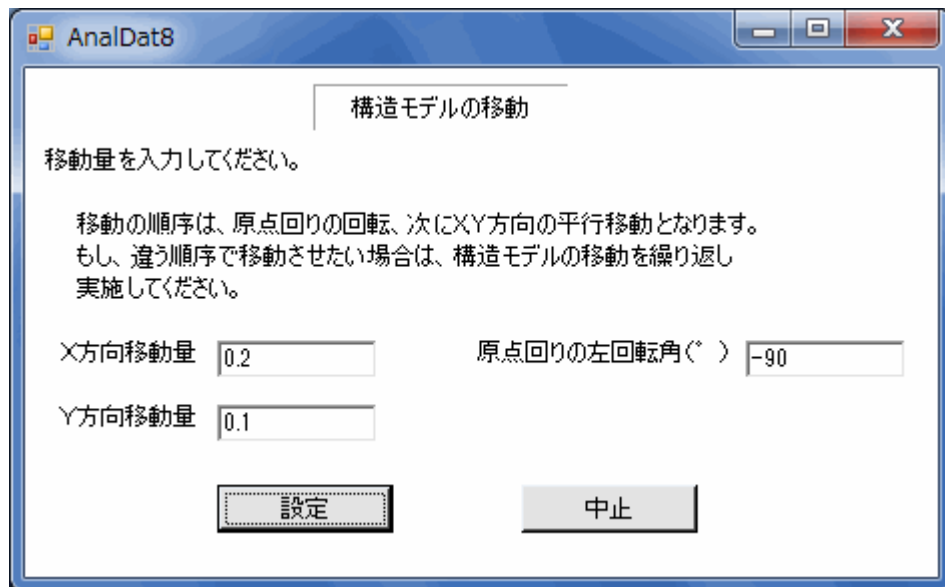 AnalDat8
構造モデルの移動
移動量を入力してください。
移動の順序は、原点回りの回転、次にXY方向の平行移動となります。
もし、違う順序で移動させたい場合は、構造モデルの移動を繰り返し
実施してください。
X方向移動量 0.2 原点回りの左回転角(゜) -90
Y方向移動量 0.1
設定 中止